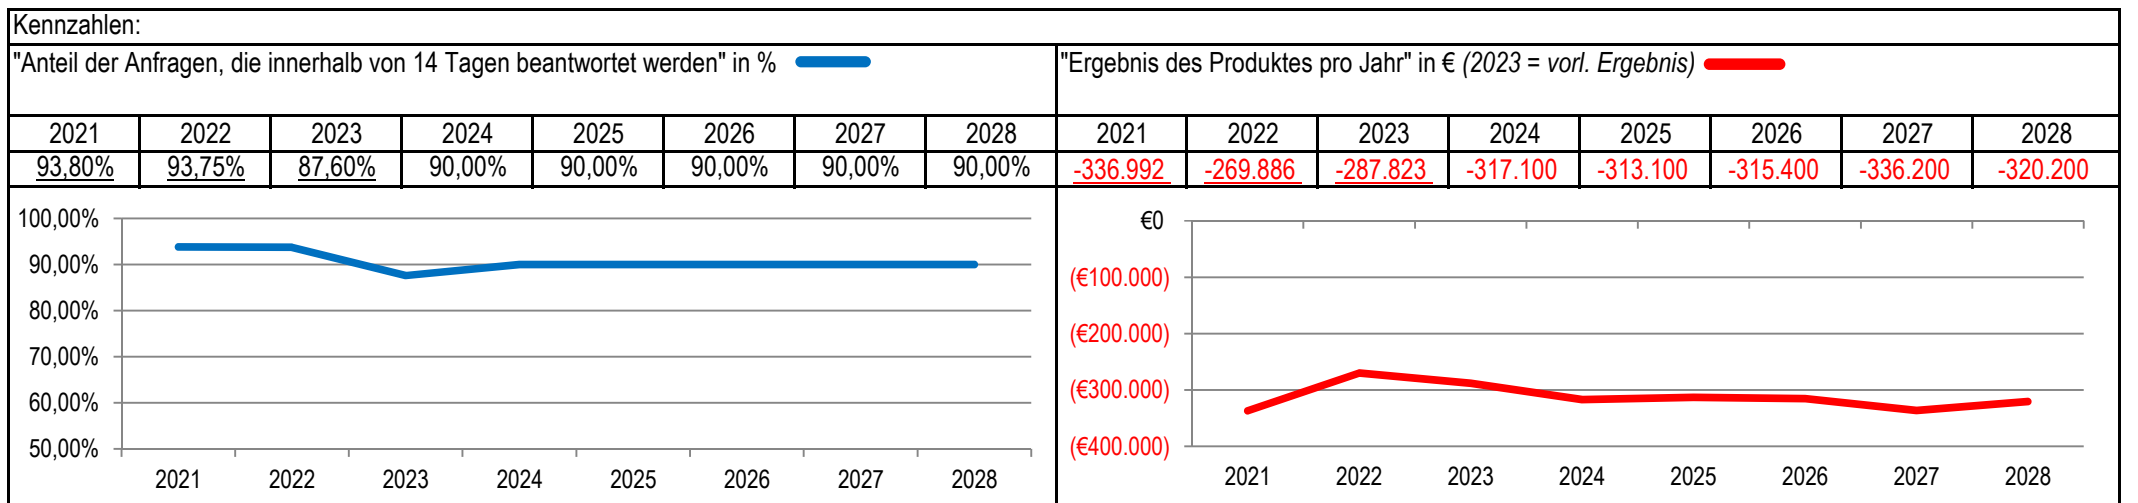 Kennzahlen:
"Anteil der Anfragen, die innerhalb von 14 Tagen beantwortet werden" in %
"Ergebnis des Produktes pro Jahr" in € (2023 = vorl. Ergebnis)
2021 2022 2023 2024 2025 2026 2027 2028 2021 2022 2023 2024 2025 2026 2027 2028
93,80% 93,75% 87,60% 90,00% 90,00% 90,00% 90,00% 90,00% -336.992 -269.886 -287.823 -317.100 -313.100 -315.400 -336.200 -320.200
100,00%
90,00%
80,00%
70,00%
60,00%
50,00%
2021 2022 2023 2024 2025 2026 2027 2028
€0
(€100.000)
(€200.000)
(€300.000)
(€400.000)
2021 2022 2023 2024 2025 2026 2027 2028